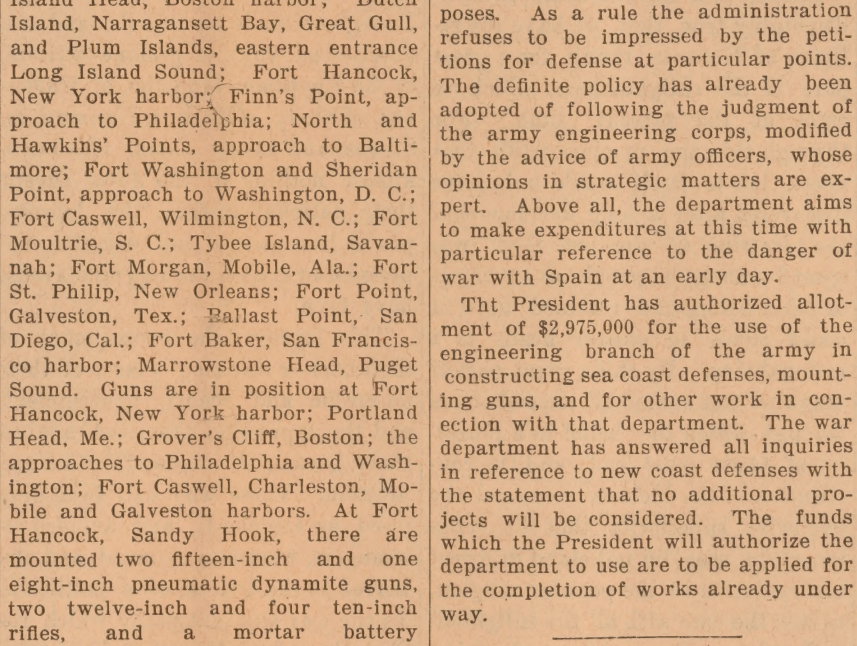 Island Head, Boston harbor; Dutch
Island, Narragansett Bay, Great Gull,
and Plum Islands, eastern entrance
Long Island Sound; Fort Hancock,
New York harbor; Finn's Point, ap-
proach to Philadelphia; North and
Hawkins' Points, approach to Balti-
more; Fort Washington and Sheridan
Point, approach to Washington, D. C.;
Fort Caswell, Wilmington, N. C.; Fort
Moultrie, S. C.; Tybee Island, Savan-
nah; Fort Morgan, Mobile, Ala.; Fort
St. Philip, New Orleans; Fort Point,
Galveston, Tex.; Ballast Point, San
Diego, Cal.; Fort Baker, San Francis-
co harbor; Marrowstone Head, Puget
Sound. Guns are in position at Fort
Hancock, New York harbor; Portland
Head, Me.; Grover's Cliff, Boston; the
approaches to Philadelphia and Wash-
ington; Fort Caswell, Charleston, Mo-
bile and Galveston harbors. At Fort
Hancock, Sandy Hook, there are
mounted two fifteen-inch and one
eight-inch pneumatic dynamite guns,
two twelve-inch and four ten-inch
rifles, and a mortar battery
poses. As a rule the administration
refuses to be impressed by the peti-
tions for defense at particular points.
The definite policy has already been
adopted of following the judgment of
the army engineering corps, modified
by the advice of army officers, whose
opinions in strategic matters are ex-
pert. Above all, the department aims
to make expenditures at this time with
particular reference to the danger of
war with Spain at an early day.
Tht President has authorized allot-
ment of $2,975,000 for the use of the
engineering branch of the army in
constructing sea coast defenses, mount-
ing guns, and for other work in con-
ection with that department. The war
department has answered all inquiries
in reference to new coast defenses with
the statement that no additional pro-
jects will be considered. The funds
which the President will authorize the
department to use are to be applied for
the completion of works already under
way.